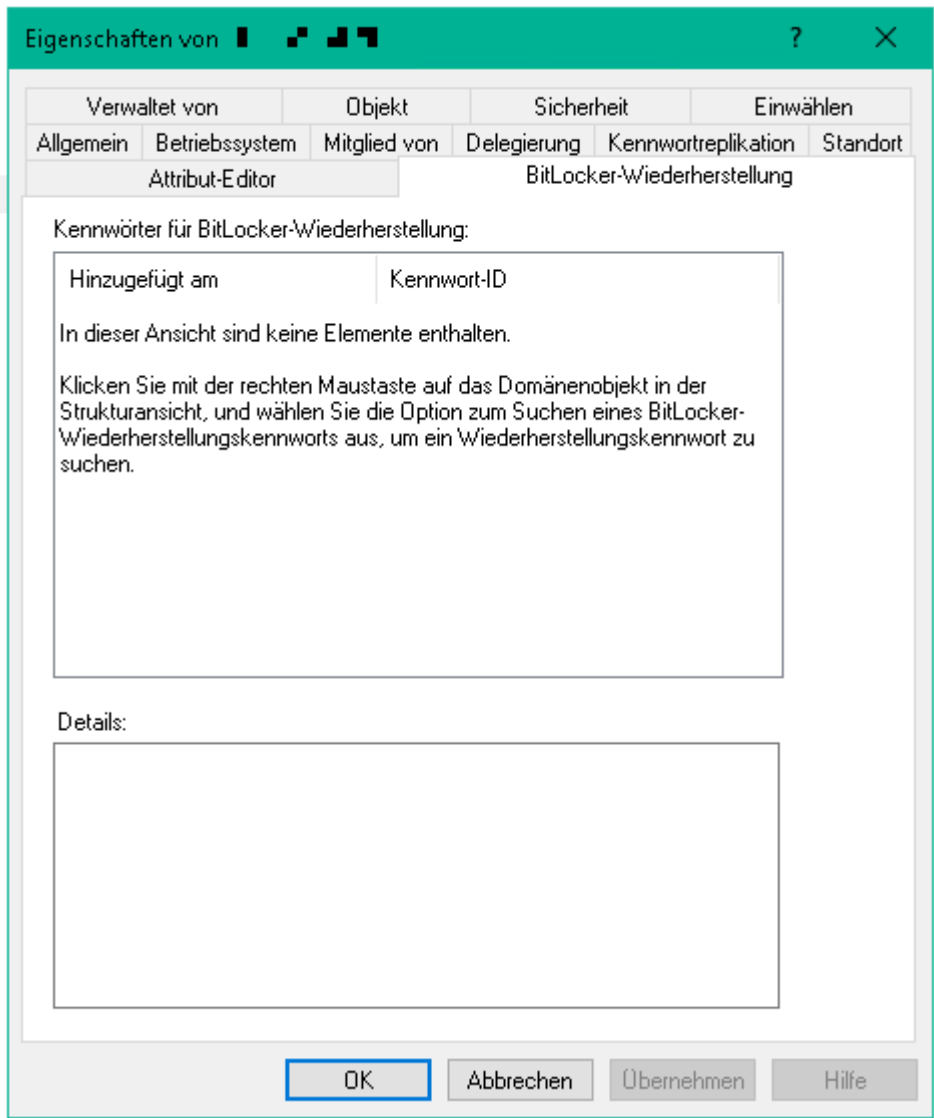 Eigenschaften von
Verwaltet von Objekt Sicherheit Einwählen
Allgemein Betriebssystem Mitglied von Delegierung Kennwortreplikation Standort
Attribut-Editor BitLocker-Wiederherstellung
Kennwörter für BitLocker-Wiederherstellung:
Hinzugefügt am Kennwort-ID
In dieser Ansicht sind keine Elemente enthalten.
Klicken Sie mit der rechten Maustaste auf das Domänenobjekt in der
Strukturansicht, und wählen Sie die Option zum Suchen eines BitLocker-
Wiederherstellungskennworts aus, um ein Wiederherstellungskennwort zu
suchen.
Details:
OK Abbrechen Übernehmen Hilfe